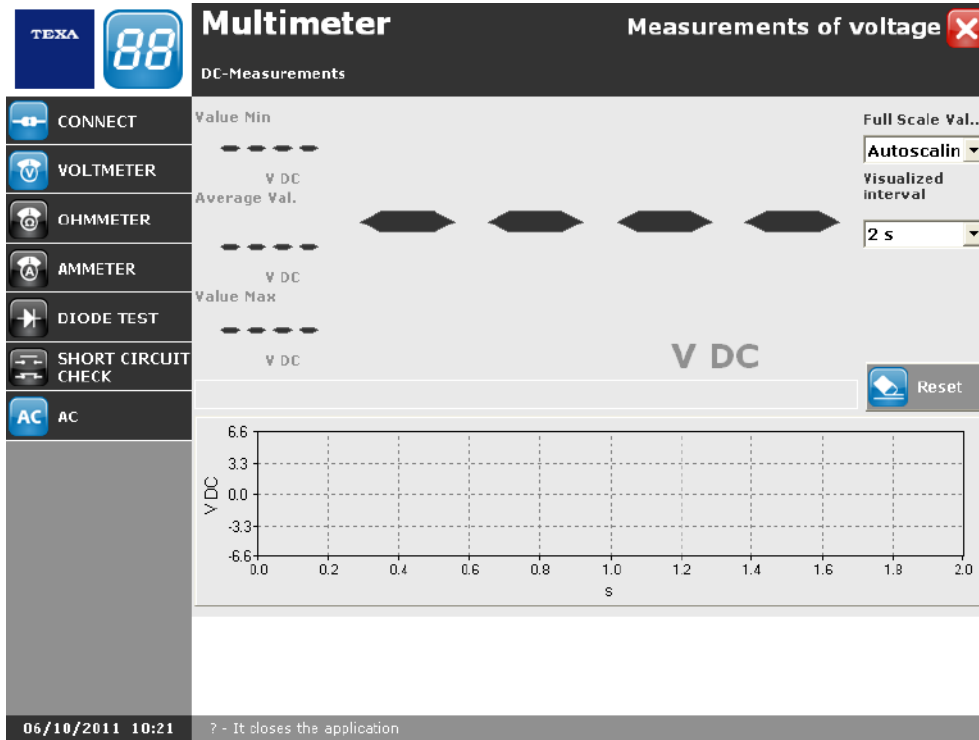 TEXA
88
Multimeter
Measurements of voltage
DC-Measurements
CONNECT
VOLTMETER
OHMMETER
AMMETER
DIODE TEST
SHORT CIRCUIT
CHECK
AC AC
Value Min
----
V DC
Average Val.
----
V DC
Value Max
----
V DC
----
V DC
Full Scale Val..
Autoscalin
Visualized
interval
2 s
Reset
V DC
6.6
3.3
0.0
-3.3
-6.6
0.0 0.2 0.4 0.6 0.8 1.0 1.2 1.4 1.6 1.8 2.0
s
06/10/2011 10:21
? - It closes the application